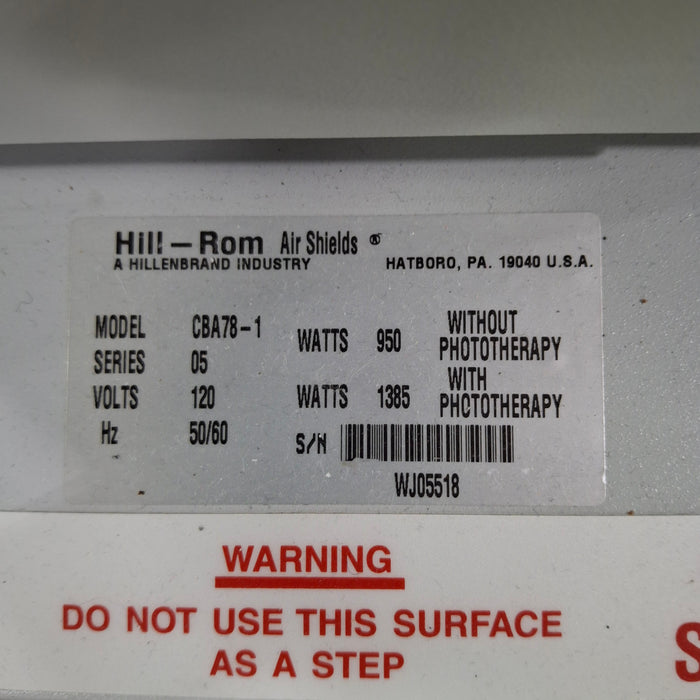 Hill-Rom Air Shields ®
A HILLENBRAND INDUSTRY HATBORO, PA. 19040 U.S.A.
MODEL CBA78-1
SERIES 05
VOLTS 120
Hz 50/60
WATTS 950 WITHOUT PHOTOTHERAPY
WATTS 1385 WITH PHOTOTHERAPY
S/N
WJ05518
WARNING
DO NOT USE THIS SURFACE
AS A STEP
S